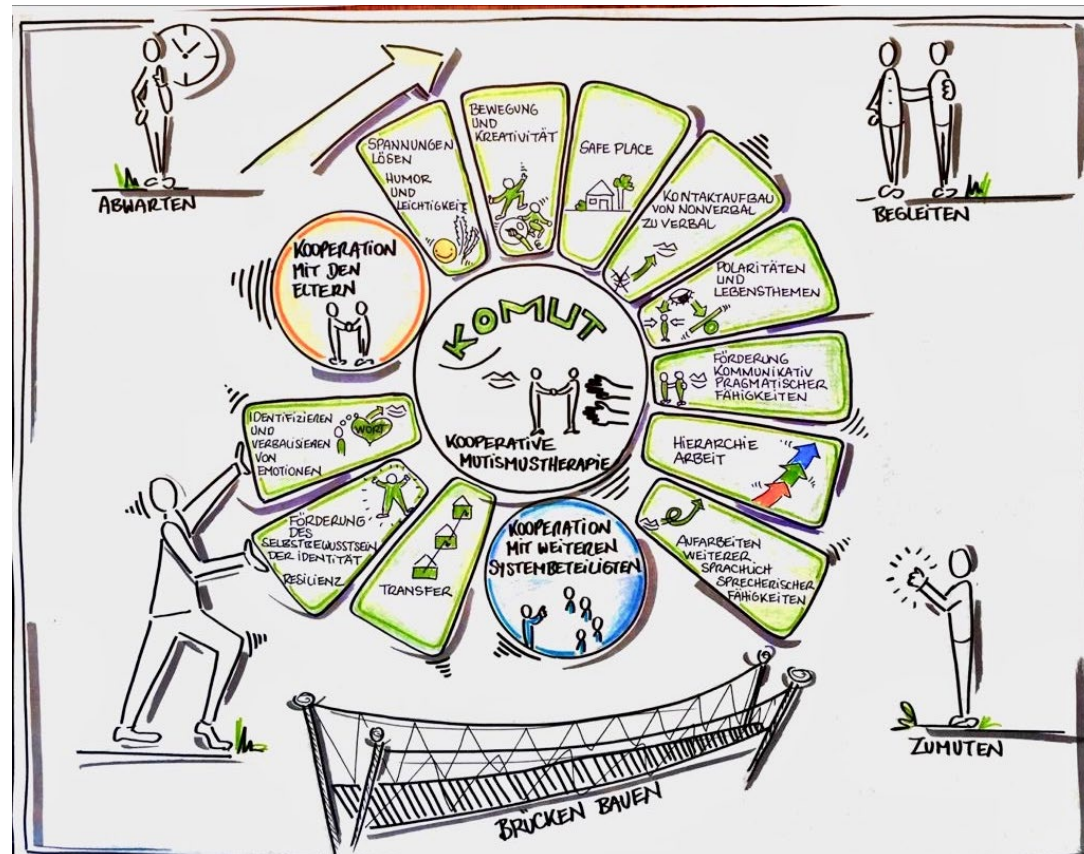 ABWARTEN
BEGLEITEN
SPANNUNGEN
LÖSEN
HUMOR
UND
LEICHTIGKEIT
BEWEGUNG
UND
KREATIVITÄT
SAFE PLACE
KONTAKTAUFBAU
VON NONVERBAL
ZU VERBAL
POLARITÄTEN
UND
LEBENSTHEMEN
FÖRDERUNG
KOMMUNIKATIV
PRAGMATISCHER
FÄHIGKEITEN
HIERARCHIE
ARBEIT
AUFARBEITEN
WEITERER
SPRACHLICH
SPRECHERISCHER
FÄHIGKEITEN
KOOPERATION
MIT WEITEREN
SYSTEMBETEILIGTEN
TRANSFER
FÖRDERUNG
DES
SELBSTBEWUSSTSEIN
DER IDENTITÄT
RESILIENZ
IDENTIFIZIEREN
UND
VERBALISIEREN
VON
EMOTIONEN
WORT
KOOPERATION
MIT DEN
ELTERN
KOMUT
KOOPERATIVE
MUTISMUSTHERAPIE
ZUMUTEN
BRÜCKEN BAUEN